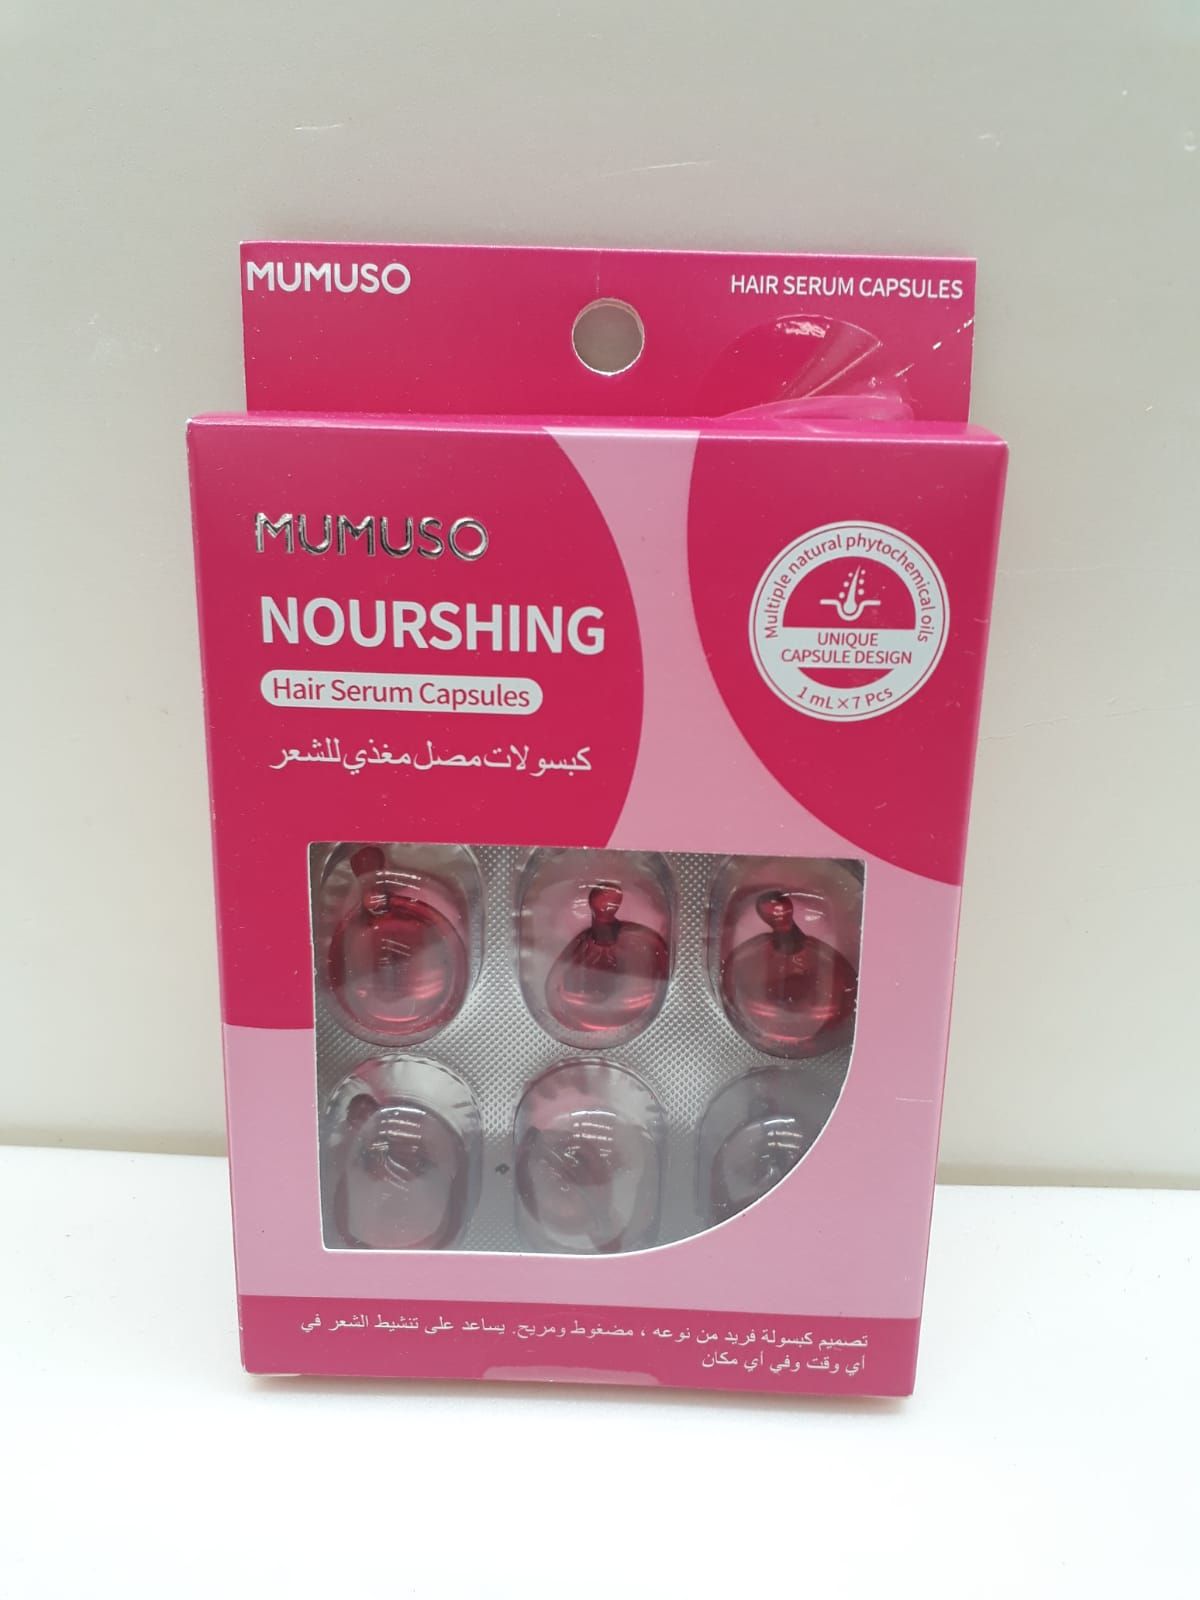 MUMUSO
HAIR SERUM CAPSULES
MUMUSO
NOURSHING
Hair Serum Capsules
كبسولات مصل مغذي للشعر
Multiple natural phytochemical oils
UNIQUE
CAPSULE DESIGN
1 mL×7 Pcs
تصميم كبسولة فريد من نوعه ، مضغوط ومريح. يساعد على تنشيط الشعر في
أي وقت وفي أي مكان